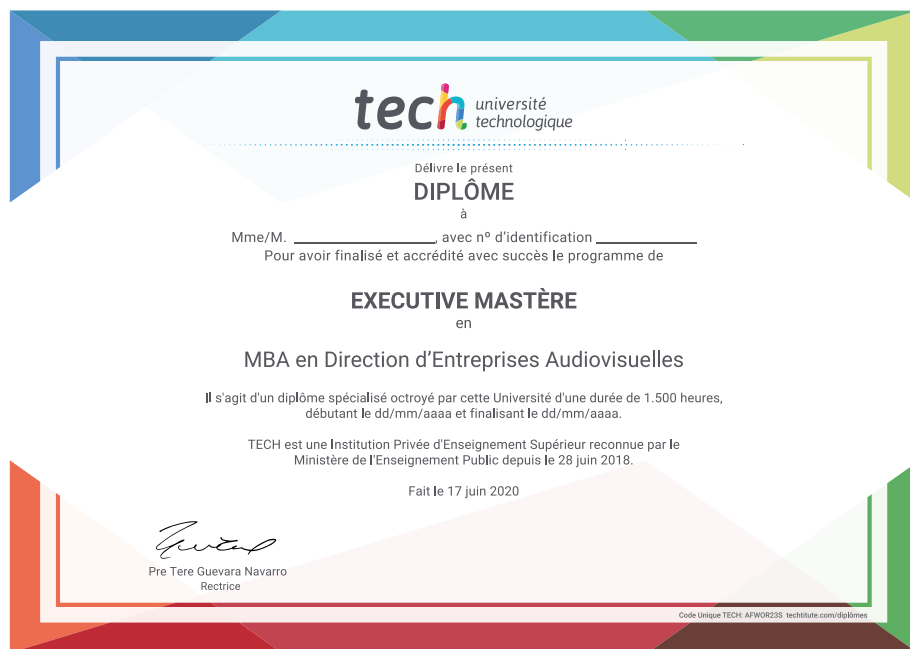 tech université
technologique
Délivre le présent
DIPLÔME
à
Mme/M. ________________, avec nº d'identification ____________
Pour avoir finalisé et accrédité avec succès le programme de
EXECUTIVE MASTÈRE
en
MBA en Direction d'Entreprises Audiovisuelles
Il s'agit d'un diplôme spécialisé octroyé par cette Université d'une durée de 1.500 heures,
débutant le dd/mm/aaaa et finalisant le dd/mm/aaaa.
TECH est une Institution Privée d'Enseignement Supérieur reconnue par le
Ministère de l'Enseignement Public depuis le 28 juin 2018.
Fait le 17 juin 2020
Pre Tere Guevara Navarro
Rectrice
Code Unique TECH: AFWOR23S techtitute.com/diplômes